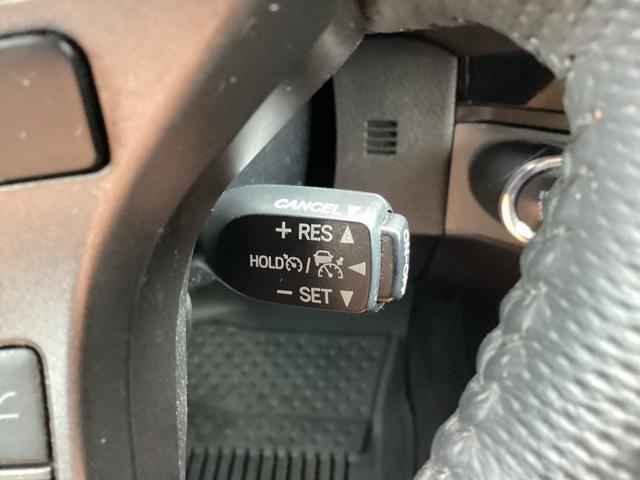 CANCEL ▼
+ RES ▲
HOLD / ◄
− SET ▼